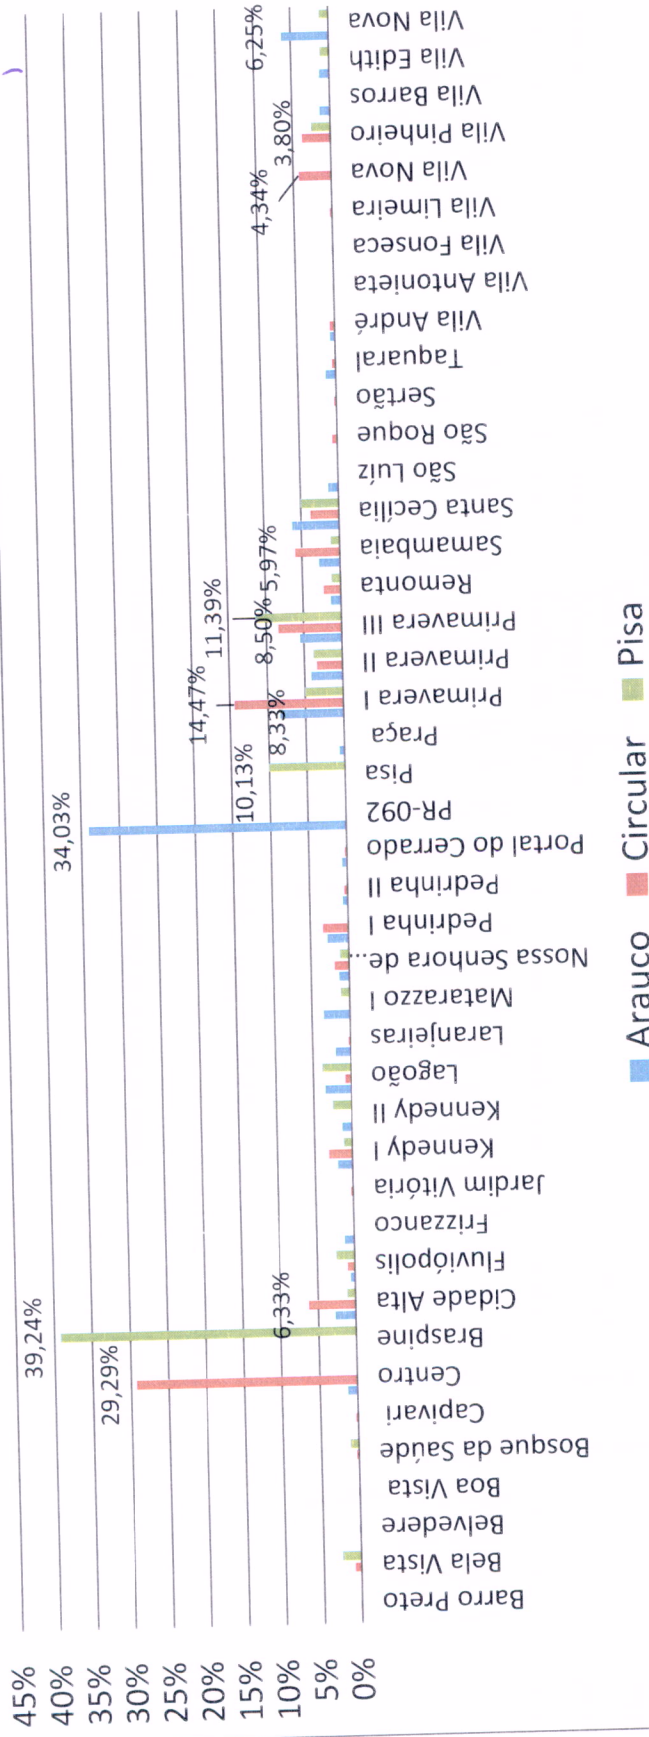 45%
40%
35%
30%
25%
20%
15%
10%
5%
0%
39,24%
29,29%
6,33%
34,03%
10,13%
8,33%
14,47%
11,39%
8,50%
5,97%
4,34%
3,80%
6,25%
Barro Preto
Bela Vista
Belvedere
Boa Vista
Bosque da Saúde
Capivari
Centro
Braspine
Cidade Alta
Fluviópolis
Frizzanco
Jardim Vitória
Kennedy I
Kennedy II
Lagoão
Laranjeiras
Matarazzo I
Nossa Senhora de...
Pedrinha I
Pedrinha II
Portal do Cerrado
PR-092
Pisa
Praça
Primavera I
Primavera II
Primavera III
Remonta
Samambaia
Santa Cecília
São Luíz
São Roque
Sertão
Taquaral
Vila André
Vila Antonieta
Vila Fonseca
Vila Limeira
Vila Nova
Vila Pinheiro
Vila Barros
Vila Edith
Vila Nova
Arauco
Circular
Pisa